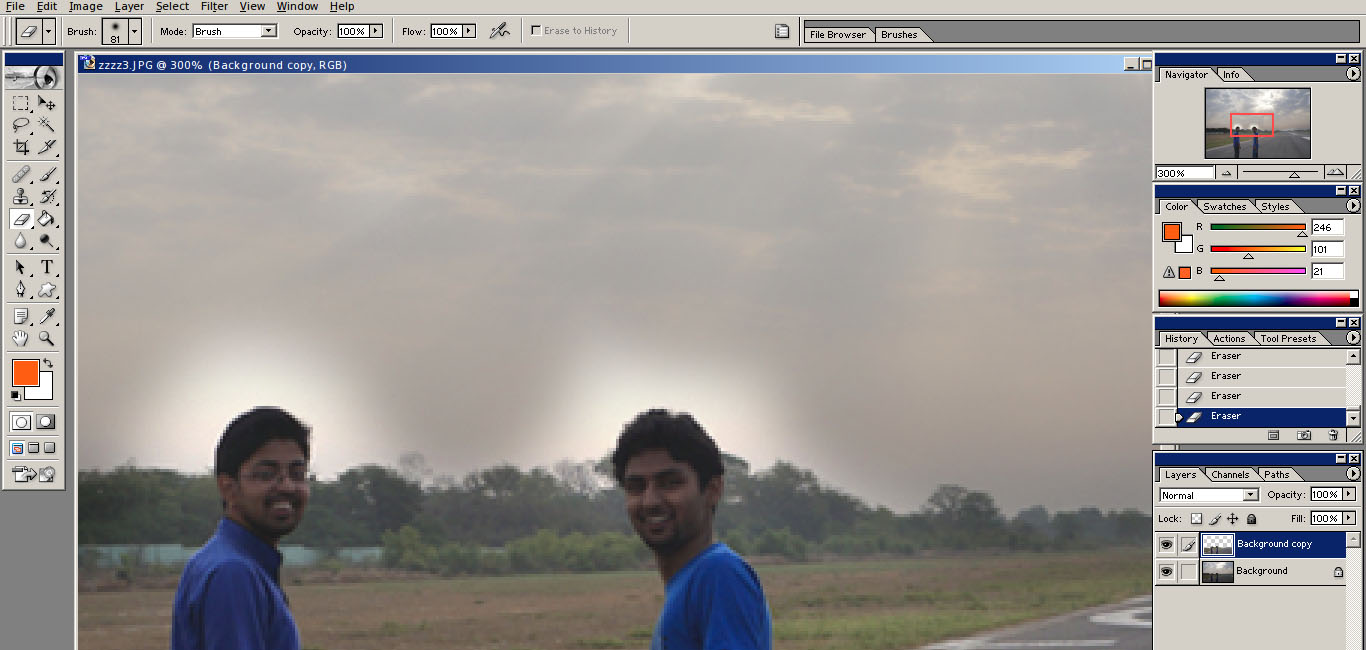 File Edit Image Layer Select Filter View Window Help
Brush: 81 Mode: Brush Opacity: 100% Flow: 100% Erase to History File Browser Brushes
zzzz3.JPG @ 300% (Background copy, RGB)
Navigator Info
300%
Color Swatches Styles
R 246
G 101
B 21
History Actions Tool Presets
Eraser
Eraser
Eraser
Eraser
Layers Channels Paths
Normal Opacity: 100%
Lock: Fill: 100%
Background copy
Background
T